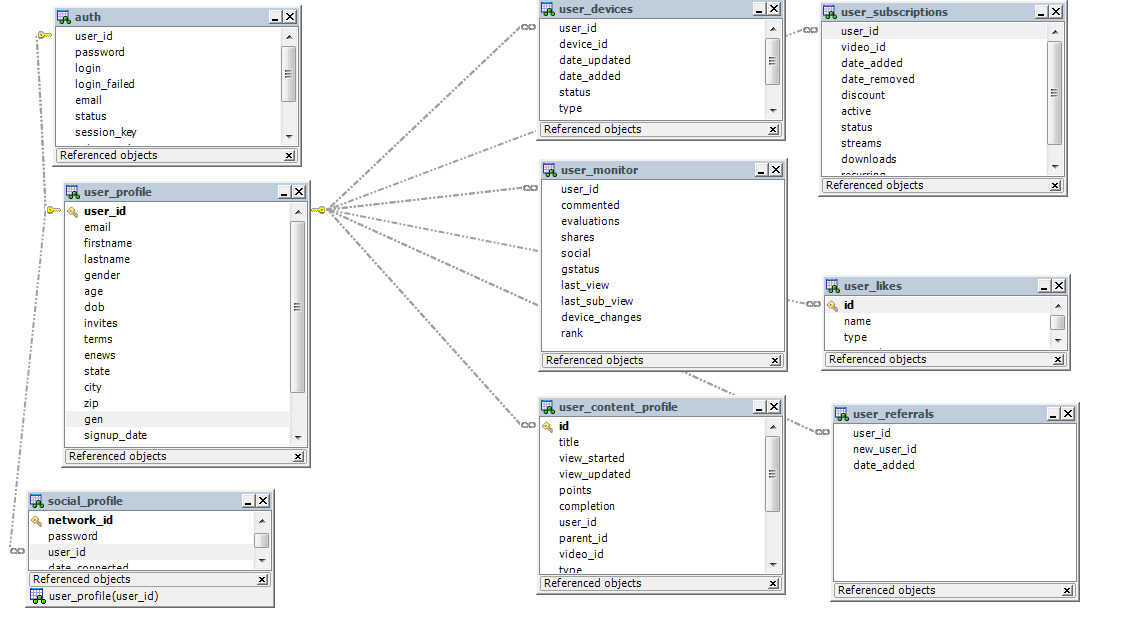 auth
user_id
password
login
login_failed
email
status
session_key
Referenced objects
user_profile
user_id
email
firstname
lastname
gender
age
dob
invites
terms
enews
state
city
zip
gen
signup_date
Referenced objects
social_profile
network_id
password
user_id
date_connected
Referenced objects
user_profile(user_id)
user_devices
user_id
device_id
date_updated
date_added
status
type
Referenced objects
user_monitor
user_id
commented
evaluations
shares
social
gstatus
last_view
last_sub_view
device_changes
rank
Referenced objects
user_content_profile
id
title
view_started
view_updated
points
completion
user_id
parent_id
video_id
type
Referenced objects
user_subscriptions
user_id
video_id
date_added
date_removed
discount
active
status
streams
downloads
recurring
Referenced objects
user_likes
id
name
type
Referenced objects
user_referrals
user_id
new_user_id
date_added
Referenced objects